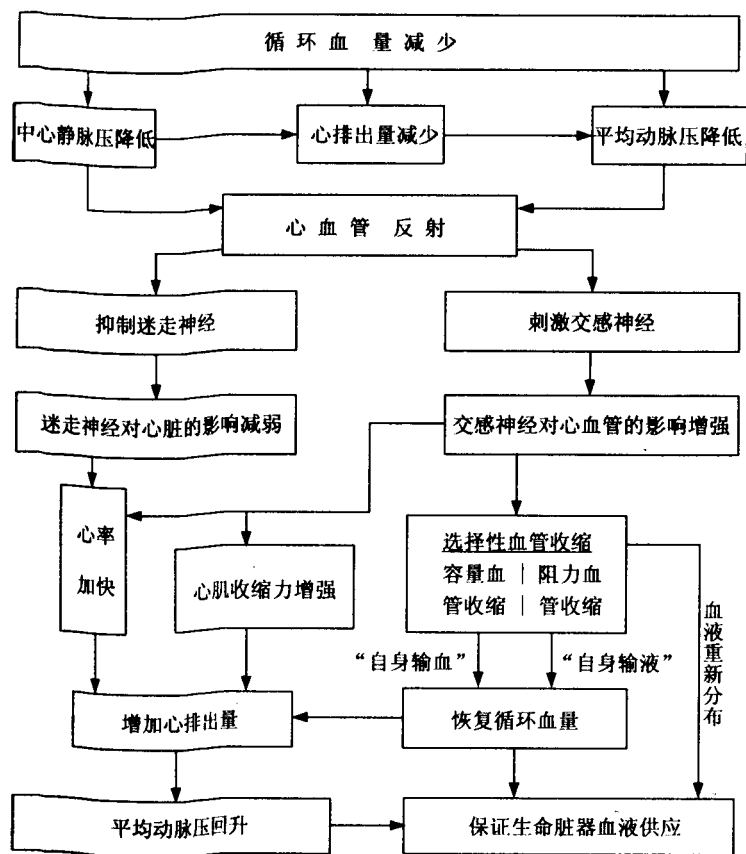 循环血量减少
中心静脉压降低
心排出量减少
平均动脉压降低
心血管反射
抑制迷走神经
刺激交感神经
迷走神经对心脏的影响减弱
交感神经对心血管的影响增强
心率
加快
心肌收缩力增强
选择性血管收缩
容量血｜阻力血
管收缩｜管收缩
血液重新分布
“自身输血”
“自身输液”
增加心排出量
恢复循环血量
平均动脉压回升
保证生命脏器血液供应